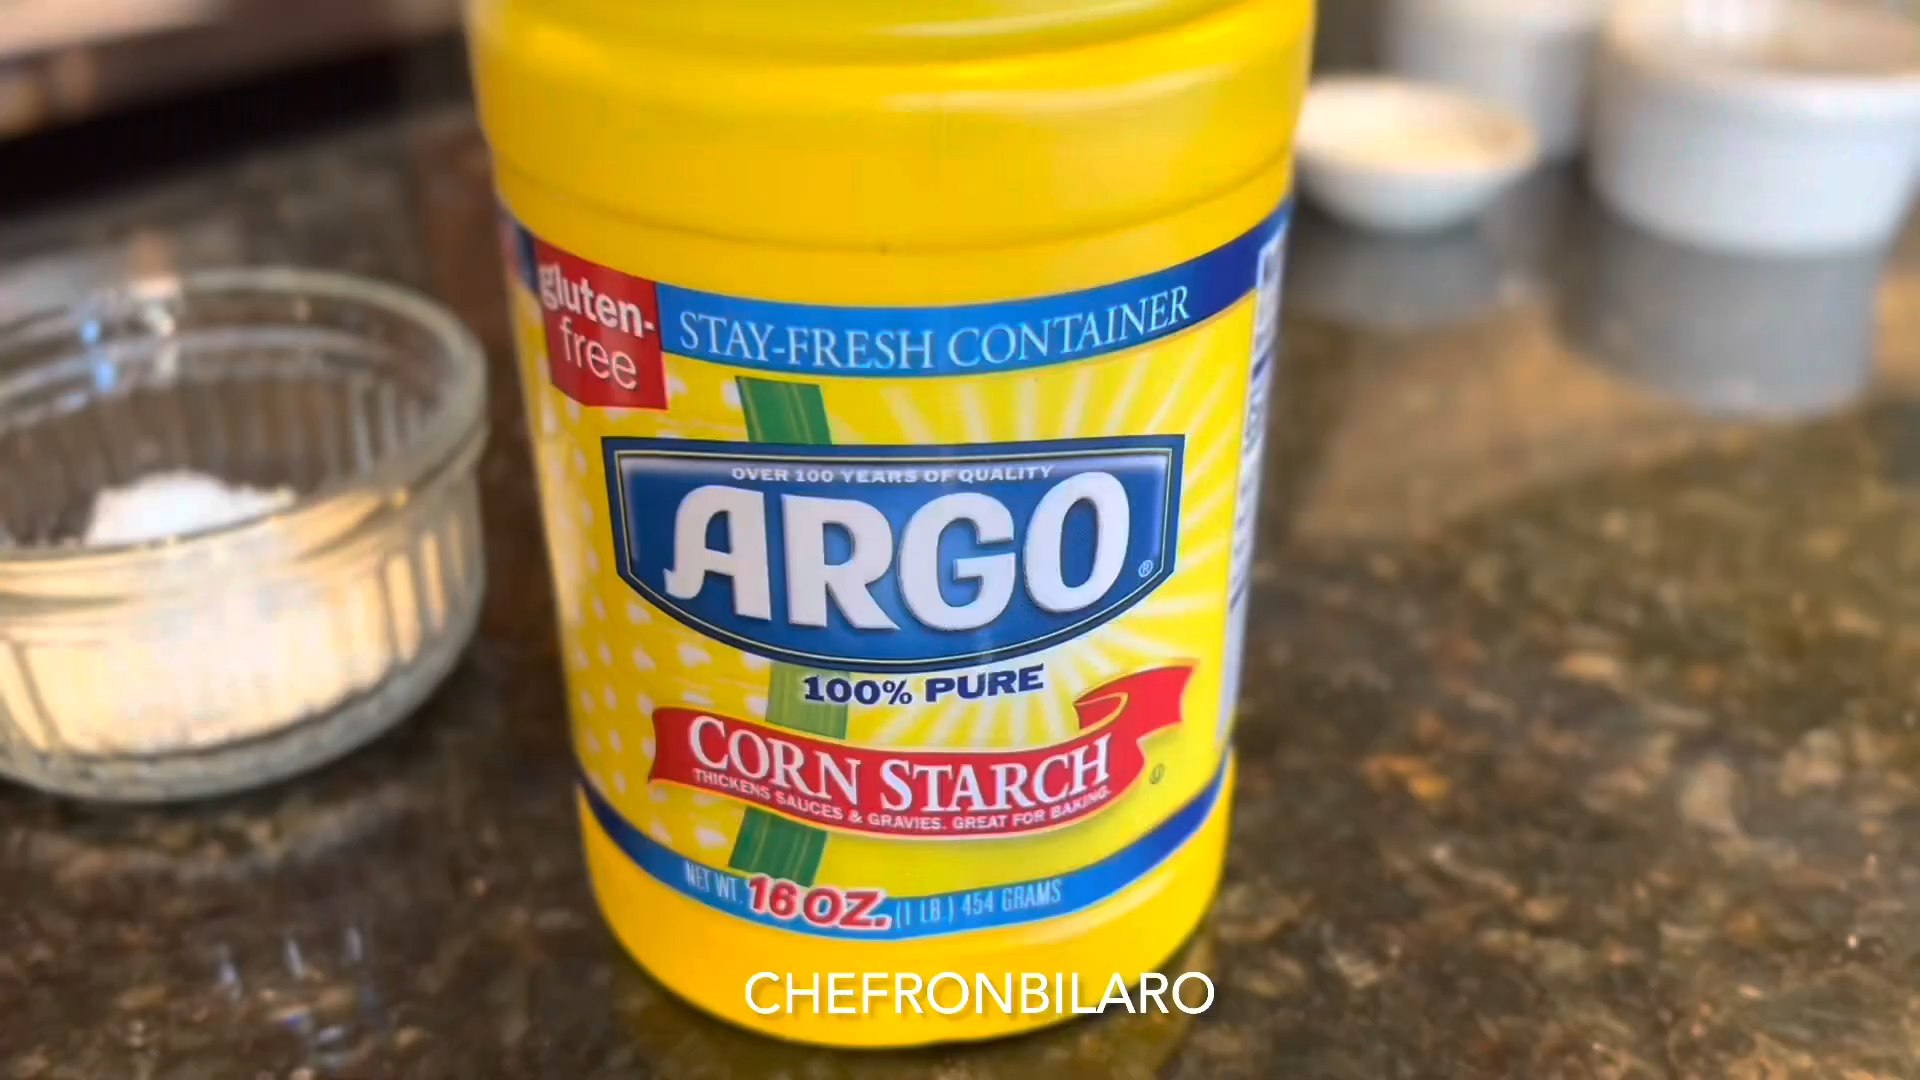 gluten-
free
STAY-FRESH CONTAINER
OVER 100 YEARS OF QUALITY
ARGO®
100% PURE
CORN STARCH
THICKENS SAUCES & GRAVIES. GREAT FOR BAKING.
NET WT. 16 OZ. (1 LB.) 454 GRAMS
CHEFRONBILARO